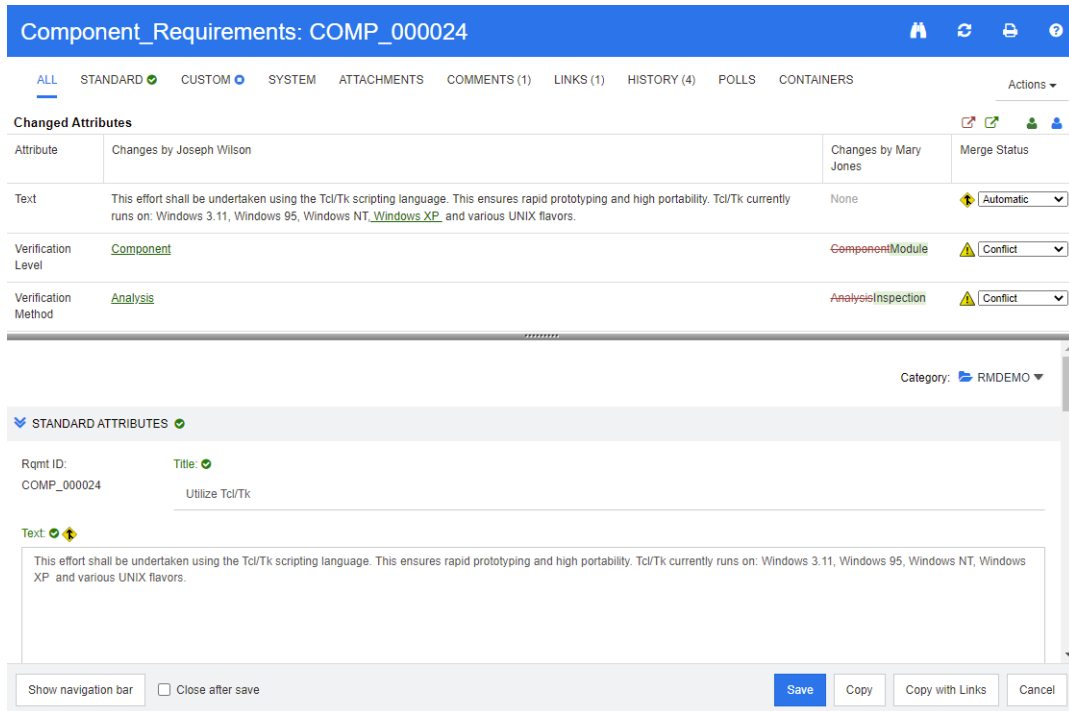 Component_Requirements: COMP_000024
ALL STANDARD CUSTOM SYSTEM ATTACHMENTS COMMENTS (1) LINKS (1) HISTORY (4) POLLS CONTAINERS
Actions
Changed Attributes
Attribute Changes by Joseph Wilson Changes by Mary Merge Status
Jones
Text This effort shall be undertaken using the Tcl/Tk scripting language. This ensures rapid prototyping and high portability. Tcl/Tk currently None Automatic
runs on: Windows 3.11, Windows 95, Windows NT, Windows XP and various UNIX flavors.
Verification Component ComponentModule Conflict
Level
Verification Analysis AnalysisInspection Conflict
Method
Category: RMDEMO
STANDARD ATTRIBUTES
Rqmt ID: Title:
COMP_000024 Utilize Tcl/Tk
Text:
This effort shall be undertaken using the Tcl/Tk scripting language. This ensures rapid prototyping and high portability. Tcl/Tk currently runs on: Windows 3.11, Windows 95, Windows NT, Windows
XP and various UNIX flavors.
Show navigation bar Close after save Save Copy Copy with Links Cancel